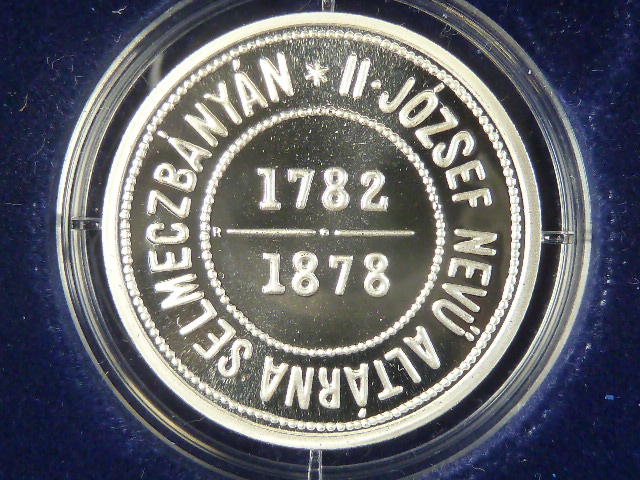 * II·JÓZSEF NEVŰ ALTÁRNA SELMECZBÁNYÁN
1782
R
1878